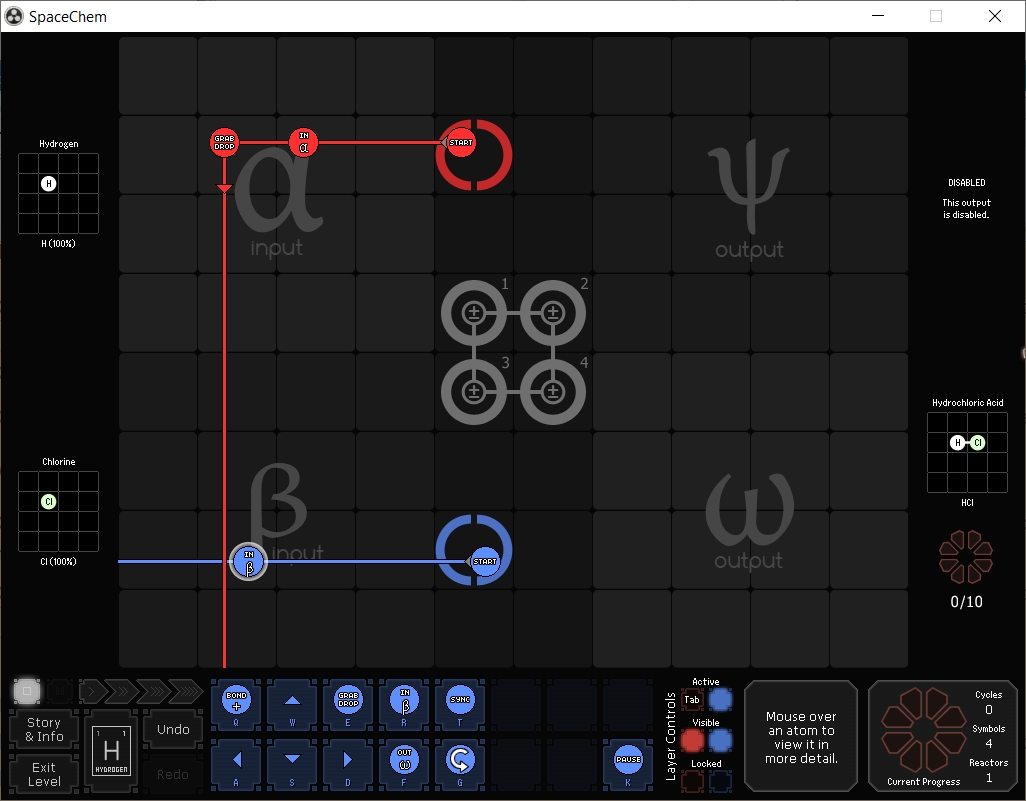 SpaceChem
Hydrogen
H
H (100%)
Chlorine
Cl
Cl (100%)
GRAB
DROP
IN
α
START
α
input
ψ
output
1
2
±
±
3
4
±
±
β
input
IN
β
START
ω
output
DISABLED
This output
is disabled.
Hydrochloric Acid
H
Cl
HCl
0/10
Story
& Info
Exit
Level
1
1
H
HYDROGEN
Undo
Redo
BOND
+
Q
W
GRAB
DROP
E
IN
β
R
SYNC
T
A
S
D
OUT
ω
F
G
PAUSE
K
Layer Controls
Active
Tab
Visible
Locked
Mouse over
an atom to
view it in
more detail.
Cycles
0
Symbols
4
Reactors
1
Current Progress